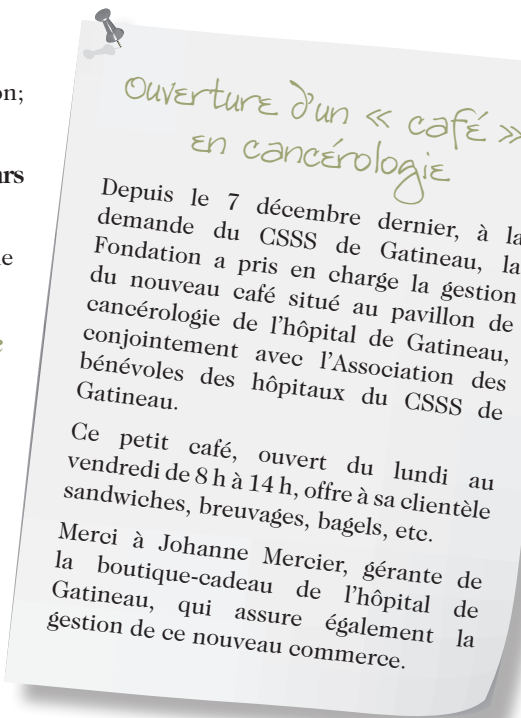 on;
ars
e
e
Ouverture d'un « café »
en cancérologie
Depuis le 7 décembre dernier, à la
demande du CSSS de Gatineau, la
Fondation a pris en charge la gestion
du nouveau café situé au pavillon de
cancérologie de l'hôpital de Gatineau,
conjointement avec l'Association des
bénévoles des hôpitaux du CSSS de
Gatineau.
Ce petit café, ouvert du lundi au
vendredi de 8 h à 14 h, offre à sa clientèle
sandwiches, breuvages, bagels, etc.
Merci à Johanne Mercier, gérante de
la boutique-cadeau de l'hôpital de
Gatineau, qui assure également la
gestion de ce nouveau commerce.